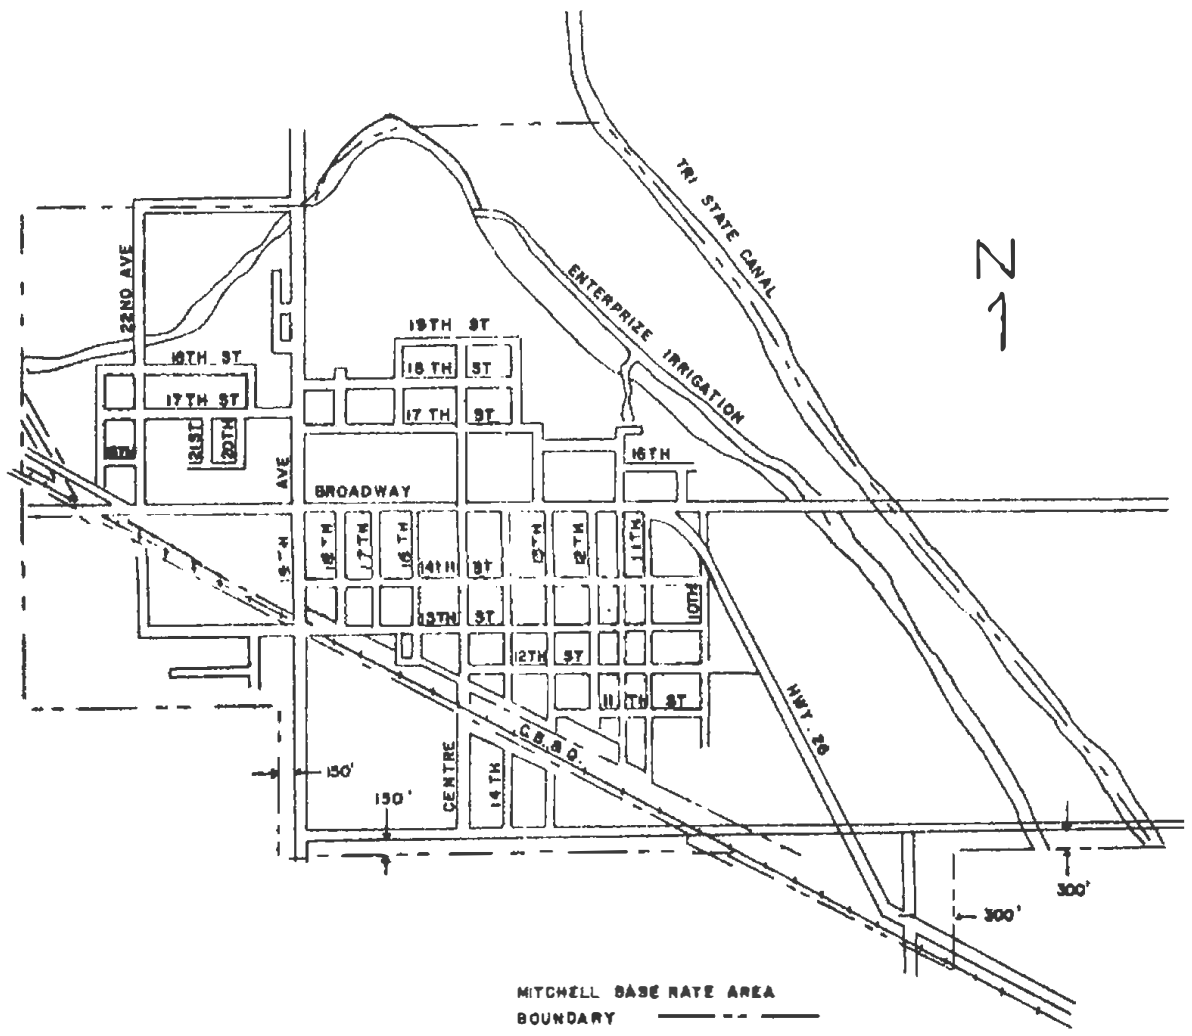 TRI STATE CANAL
N
22ND AVE
ENTERPRIZE IRRIGATION
19TH ST
18TH ST
18TH ST
17TH ST
17TH ST
21ST
20TH
16TH
AVE
BROADWAY
19TH
18TH
17TH
16TH
14TH ST
13TH
12TH
11TH
10TH
13TH ST
12TH ST
11TH ST
HWY. 26
C.B.&Q.
CENTRE
14TH
150'
150'
300'
300'
MITCHELL BASE RATE AREA
BOUNDARY